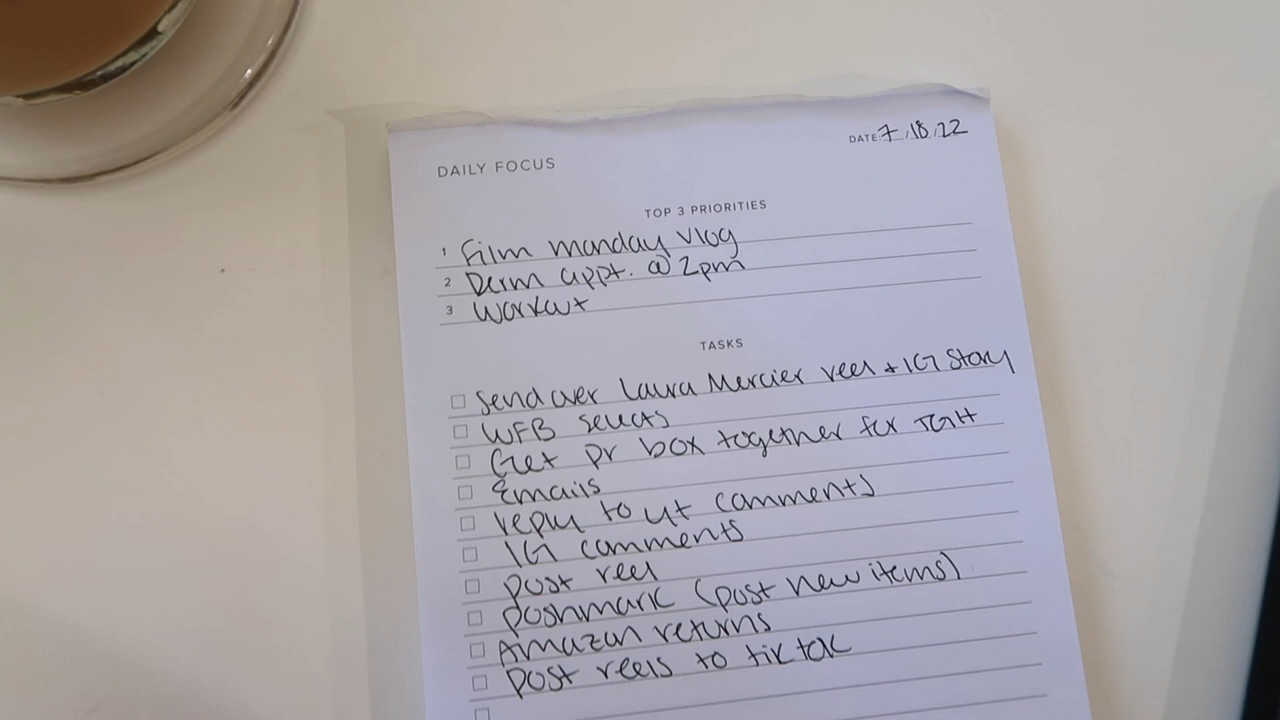 DAILY FOCUS
DATE: 7.18.22
TOP 3 PRIORITIES
1 Film monday vlog
2 Derm appt. @ 2pm
3 Workout
TASKS
Send over Laura Mercier reel + IG Story
WFB selects
Get pr box together for TGH
Emails
reply to yt comments
IG comments
post reel
poshmark (post new items)
Amazon returns
post reels to tik tok